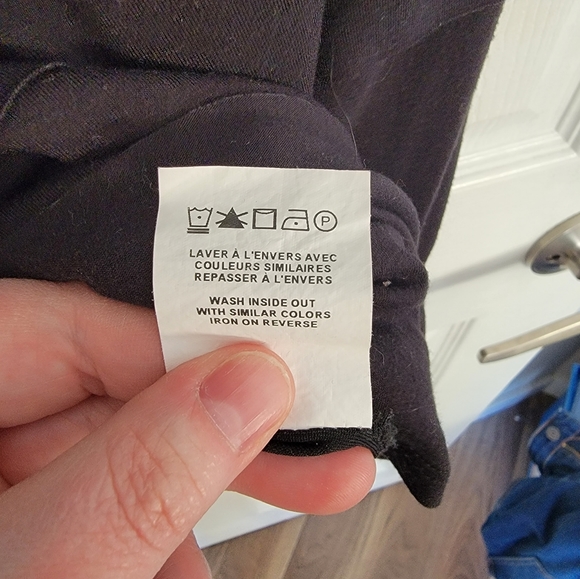 P
LAVER À L'ENVERS AVEC
COULEURS SIMILAIRES
REPASSER À L'ENVERS
WASH INSIDE OUT
WITH SIMILAR COLORS
IRON ON REVERSE